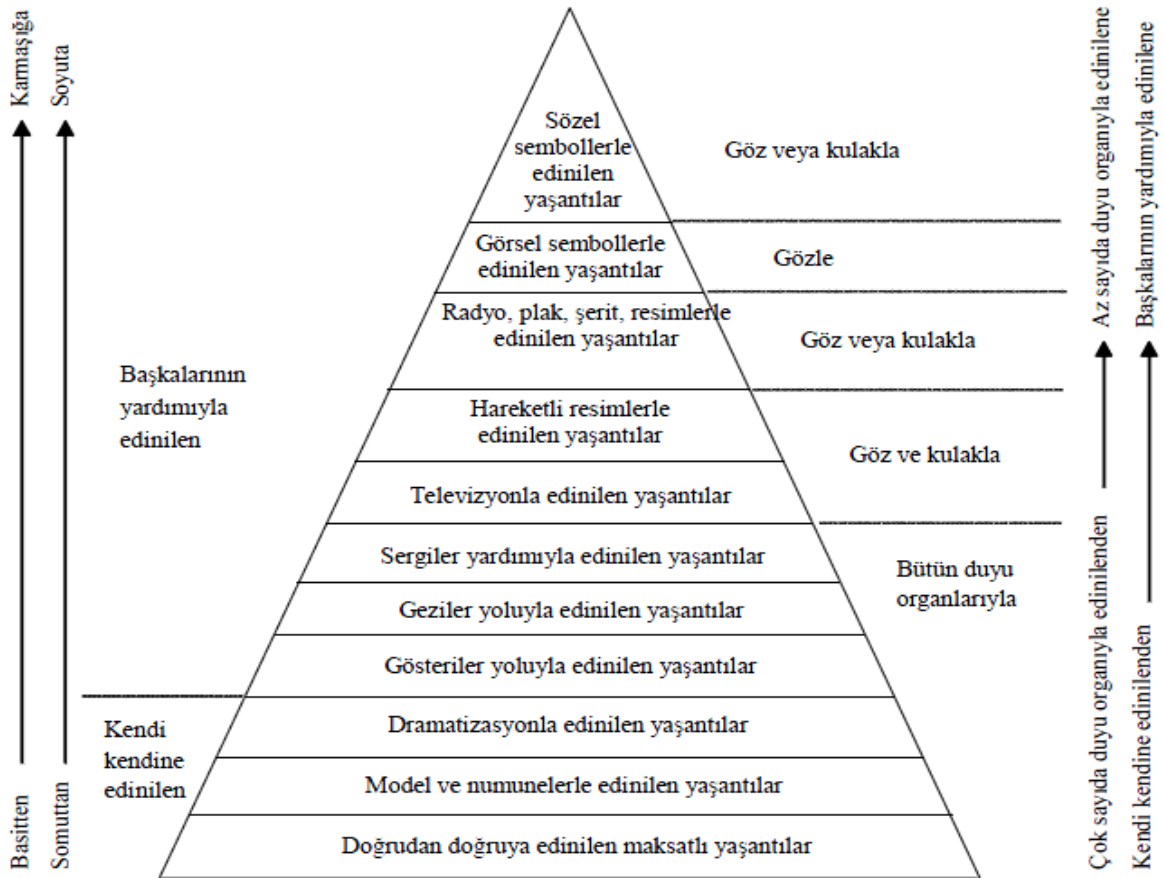 Karmaşığa
Soyuta
Basitten
Somuttan
Başkalarının
yardımıyla
edinilen
Kendi
kendine
edinilen
Sözel
sembollerle
edinilen
yaşantılar
Görsel sembollerle
edinilen yaşantılar
Radyo, plak, şerit, resimlerle
edinilen yaşantılar
Hareketli resimlerle
edinilen yaşantılar
Televizyonla edinilen yaşantılar
Sergiler yardımıyla edinilen yaşantılar
Geziler yoluyla edinilen yaşantılar
Gösteriler yoluyla edinilen yaşantılar
Dramatizasyonla edinilen yaşantılar
Model ve numunelerle edinilen yaşantılar
Doğrudan doğruya edinilen maksatlı yaşantılar
Göz veya kulakla
Gözle
Göz veya kulakla
Göz ve kulakla
Bütün duyu
organlarıyla
Az sayıda duyu organıyla edinilene
Başkalarının yardımıyla edinilene
Çok sayıda duyu organıyla edinilenden
Kendi kendine edinilenden